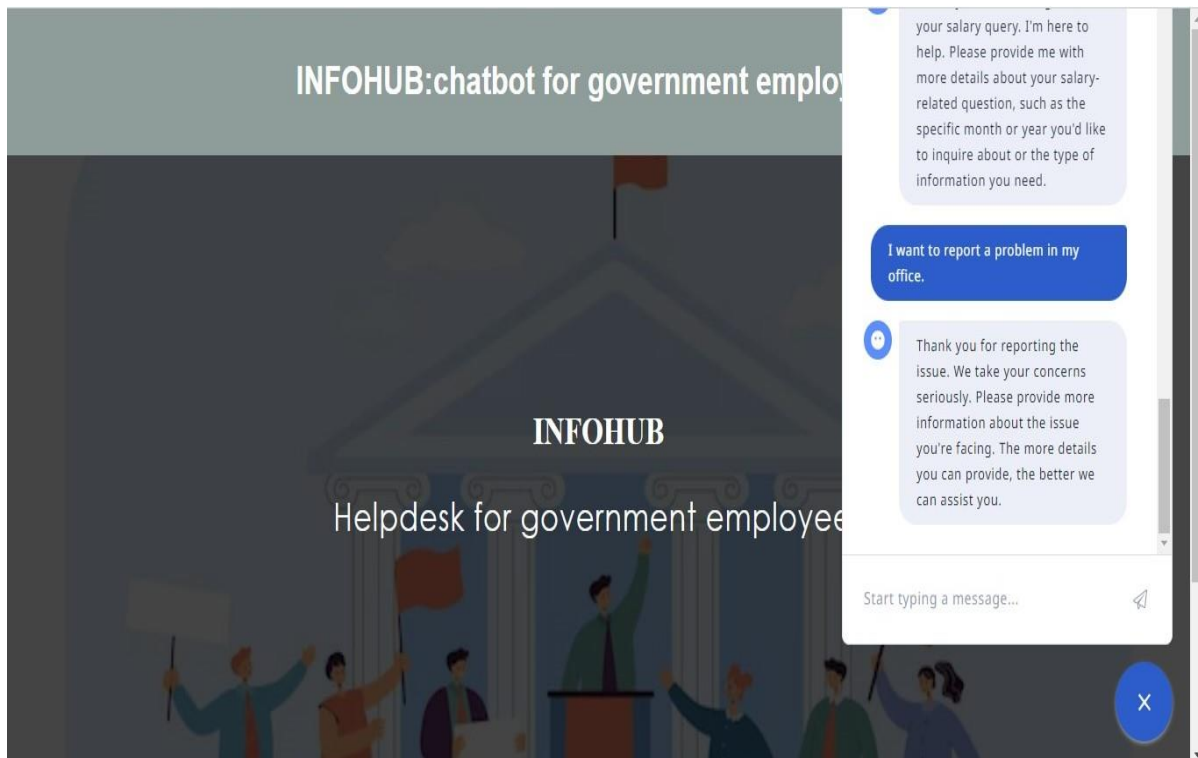 INFOHUB:chatbot for government employ
INFOHUB
Helpdesk for government employee
your salary query. I'm here to
help. Please provide me with
more details about your salary-
related question, such as the
specific month or year you'd like
to inquire about or the type of
information you need.
I want to report a problem in my
office.
Thank you for reporting the
issue. We take your concerns
seriously. Please provide more
information about the issue
you're facing. The more details
you can provide, the better we
can assist you.
Start typing a message...
X